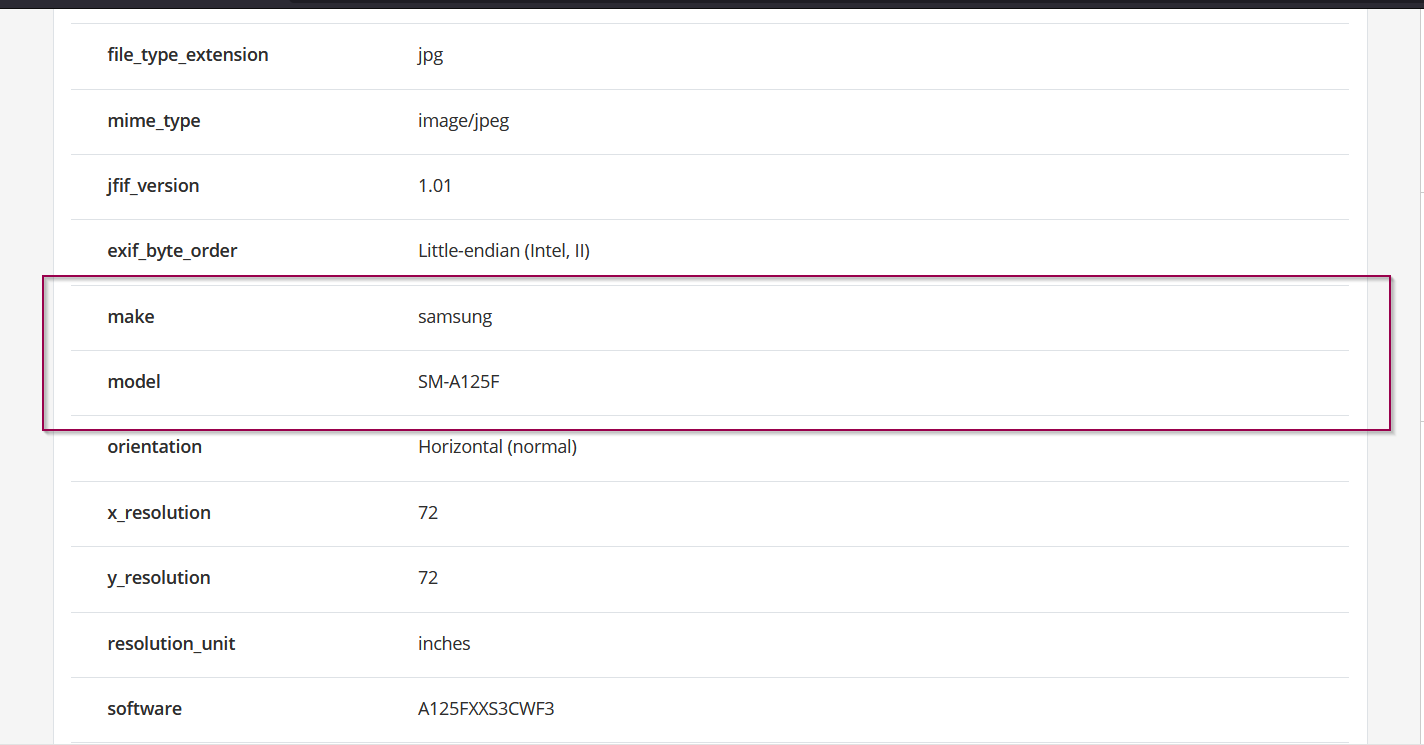 file_type_extension jpg
mime_type image/jpeg
jfif_version 1.01
exif_byte_order Little-endian (Intel, II)
make samsung
model SM-A125F
orientation Horizontal (normal)
x_resolution 72
y_resolution 72
resolution_unit inches
software A125FXXS3CWF3